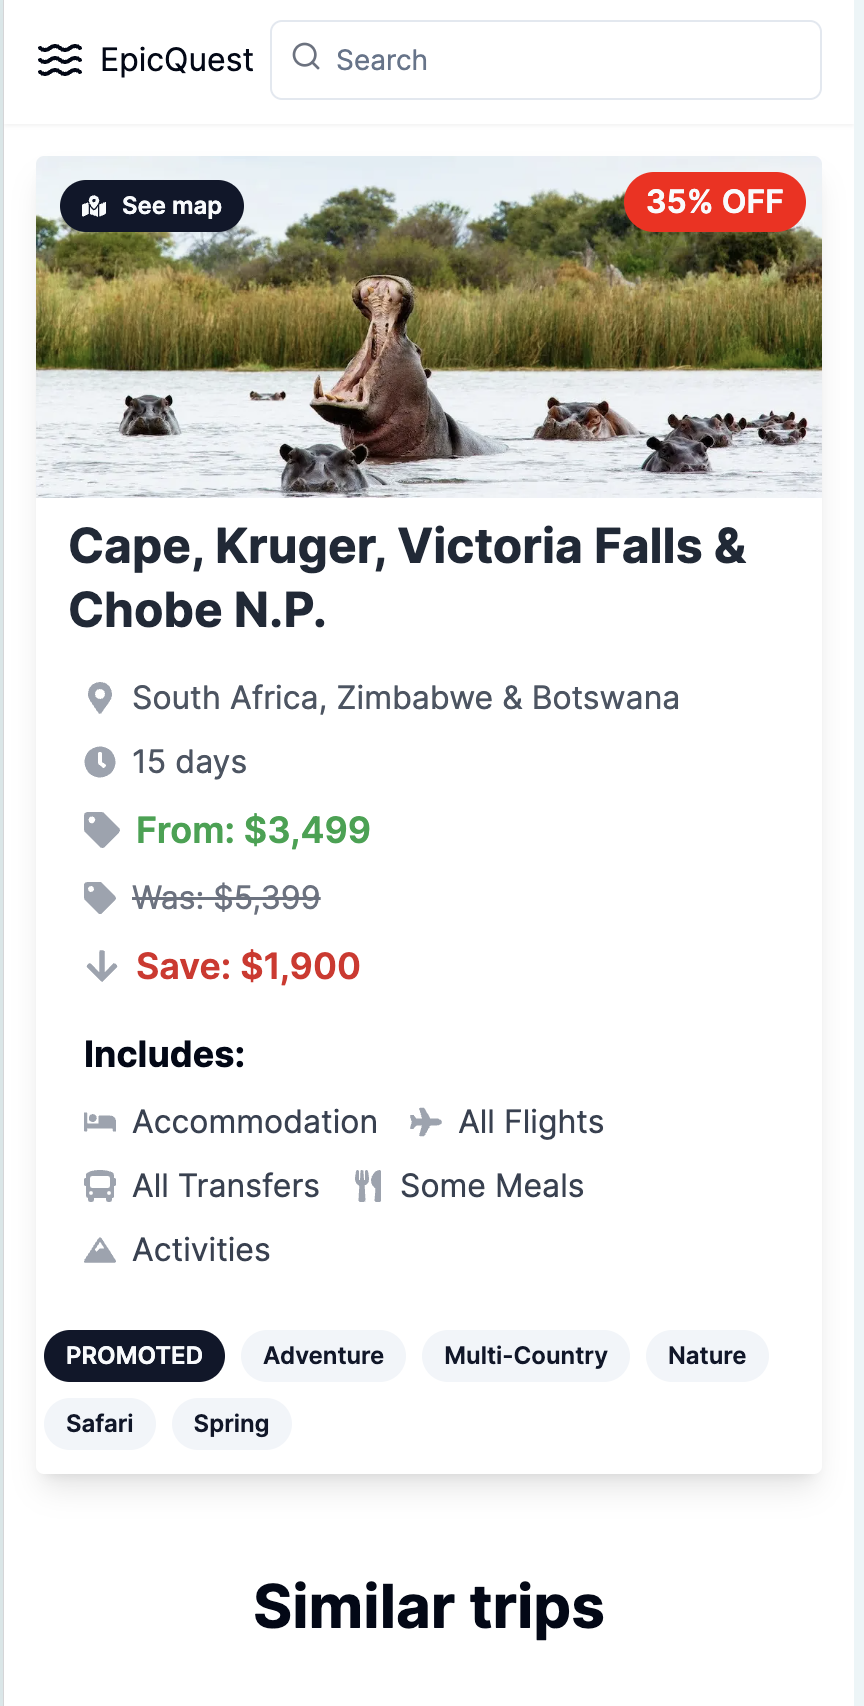 EpicQuest
Search
See map
35% OFF
Cape, Kruger, Victoria Falls &
Chobe N.P.
South Africa, Zimbabwe & Botswana
15 days
From: $3,499
Was: $5,399
Save: $1,900
Includes:
Accommodation All Flights
All Transfers Some Meals
Activities
PROMOTED Adventure Multi-Country Nature
Safari Spring
Similar trips